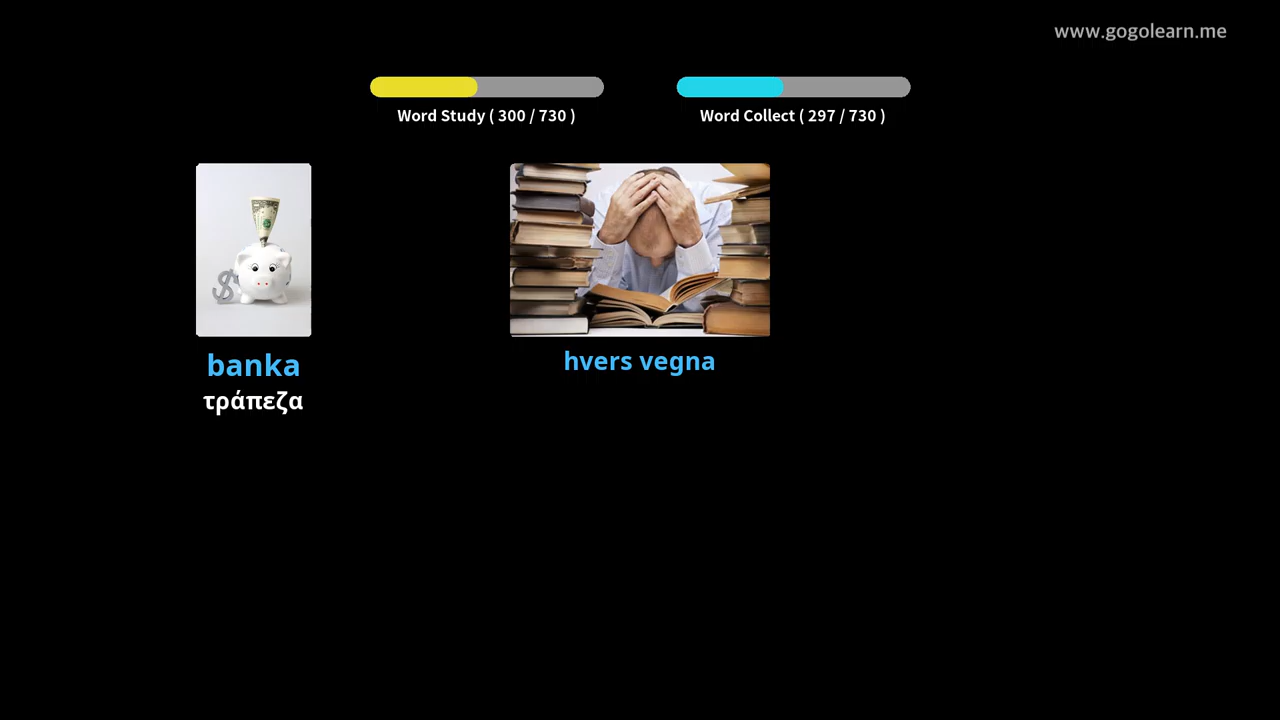 www.gogolearn.me
Word Study ( 300 / 730 )
Word Collect ( 297 / 730 )
banka
τράπεζα
hvers vegna